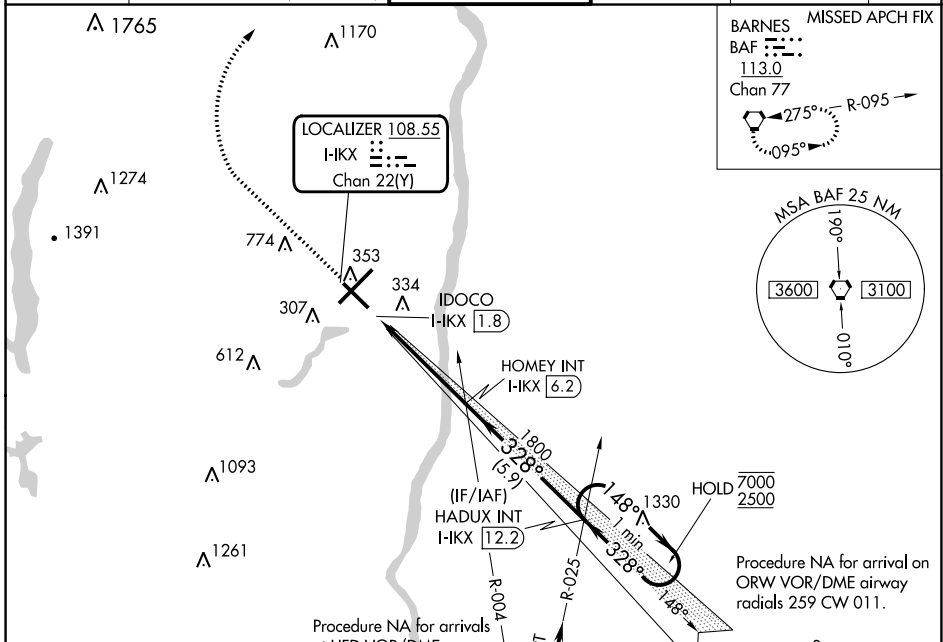 1765
1170
MISSED APCH FIX
BARNES
BAF
113.0
Chan 77
275°
R-095
095°
LOCALIZER 108.55
I-IKX
Chan 22(Y)
1274
1391
774
353
MSA BAF 25 NM
190°
3600
3100
010°
334
307
IDOCO
I-IKX 1.8
612
HOMEY INT
I-IKX 6.2
1800
328°
(5.9)
1093
(IF/IAF)
HADUX INT
I-IKX 12.2
148°
1330
1 min
HOLD 7000
2500
328°
148°
1261
R-004
R-025
Procedure NA for arrival on
ORW VOR/DME airway
radials 259 CW 011.
Procedure NA for arrivals